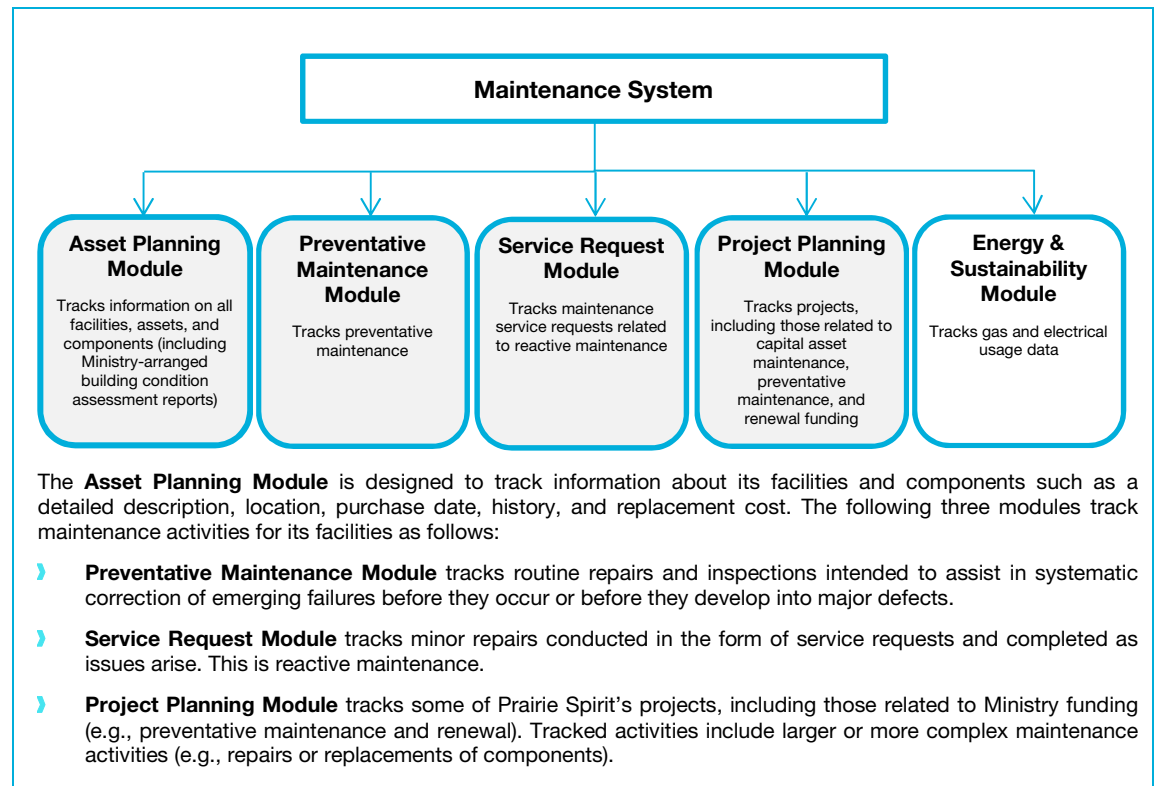 Maintenance System
Asset Planning
Module
Tracks information on all
facilities, assets, and
components (including
Ministry-arranged
building condition
assessment reports)
Preventative
Maintenance
Module
Tracks preventative
maintenance
Service Request
Module
Tracks maintenance
service requests related
to reactive maintenance
Project Planning
Module
Tracks projects,
including those related to
capital asset
maintenance,
preventative
maintenance, and
renewal funding
Energy &
Sustainability
Module
Tracks gas and electrical
usage data
The Asset Planning Module is designed to track information about its facilities and components such as a
detailed description, location, purchase date, history, and replacement cost. The following three modules track
maintenance activities for its facilities as follows:
Preventative Maintenance Module tracks routine repairs and inspections intended to assist in systematic
correction of emerging failures before they occur or before they develop into major defects.
Service Request Module tracks minor repairs conducted in the form of service requests and completed as
issues arise. This is reactive maintenance.
Project Planning Module tracks some of Prairie Spirit's projects, including those related to Ministry funding
(e.g., preventative maintenance and renewal). Tracked activities include larger or more complex maintenance
activities (e.g., repairs or replacements of components).